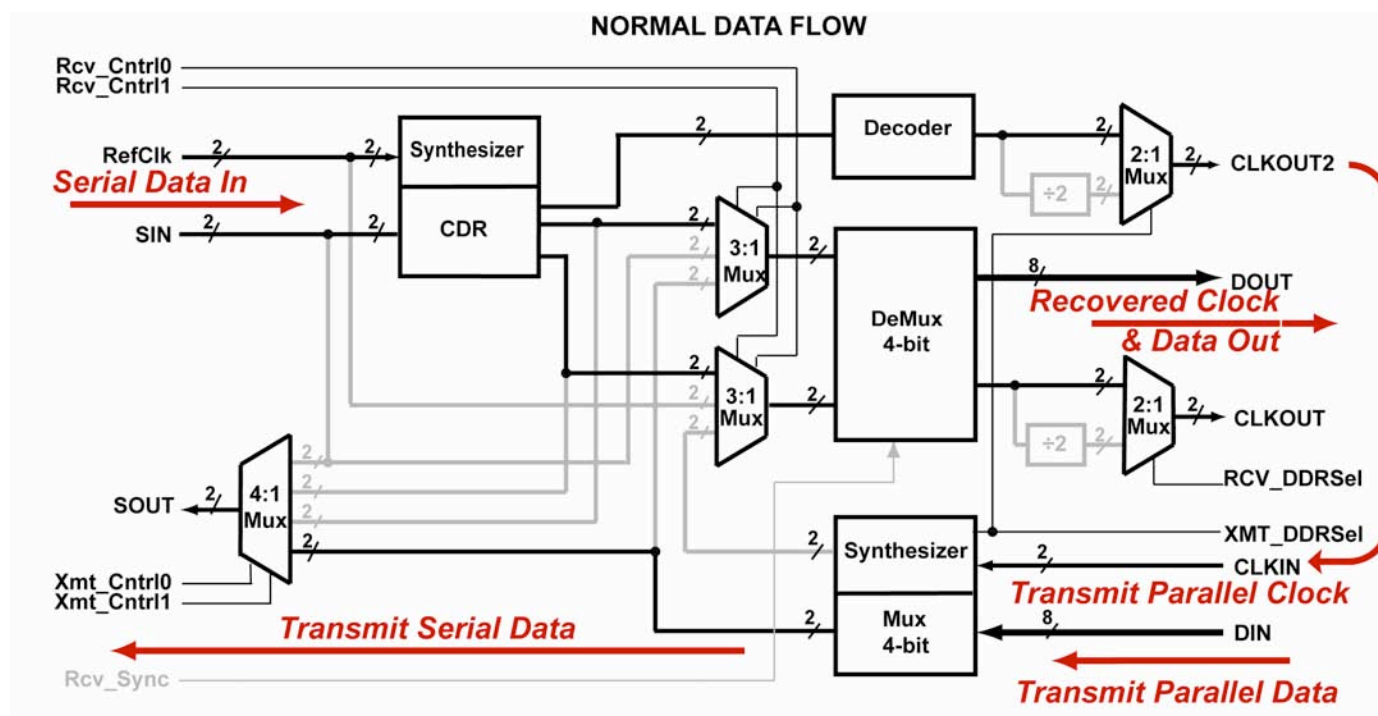 NORMAL DATA FLOW
Rcv_Cntrl0
Rcv_Cntrl1
RefClk
2
2
Serial Data In
SIN
2
2
Synthesizer
CDR
2
Decoder
÷2
2
2
2:1
Mux
2
CLKOUT2
2
2
2
3:1
Mux
2
2
2
2
3:1
Mux
2
DeMux
4-bit
8
DOUT
Recovered Clock
& Data Out
2
÷2
2
2:1
Mux
2
CLKOUT
RCV_DDRSel
SOUT
2
4:1
Mux
2
2
2
2
Xmt_Cntrl0
Xmt_Cntrl1
2
Synthesizer
XMT_DDRSel
2
CLKIN
Transmit Parallel Clock
Transmit Serial Data
2
Mux
4-bit
8
DIN
Rcv_Sync
Transmit Parallel Data